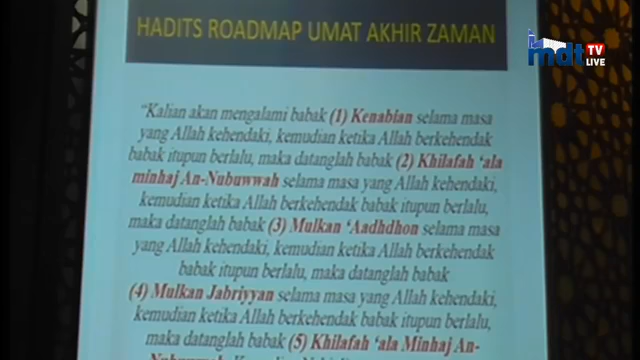 HADITS ROADMAP UMAT AKHIR ZAMAN
mdt TV
LIVE
“Kalian akan mengalami babak (1) Kenabian selama masa
yang Allah kehendaki, kemudian ketika Allah berkehendak
babak itupun berlalu, maka datanglah babak (2) Khilafah ‘ala
minhaj An-Nubuwwah selama masa yang Allah kehendaki,
kemudian ketika Allah berkehendak babak itupun berlalu,
maka datanglah babak (3) Mulkan ‘Aadhdhon selama masa
yang Allah kehendaki, kemudian ketika Allah berkehendak
babak itupun berlalu, maka datanglah babak
(4) Mulkan Jabriyyan selama masa yang Allah kehendaki,
kemudian ketika Allah berkehendak babak itupun berlalu,
maka datanglah babak (5) Khilafah ‘ala Minhaj An-